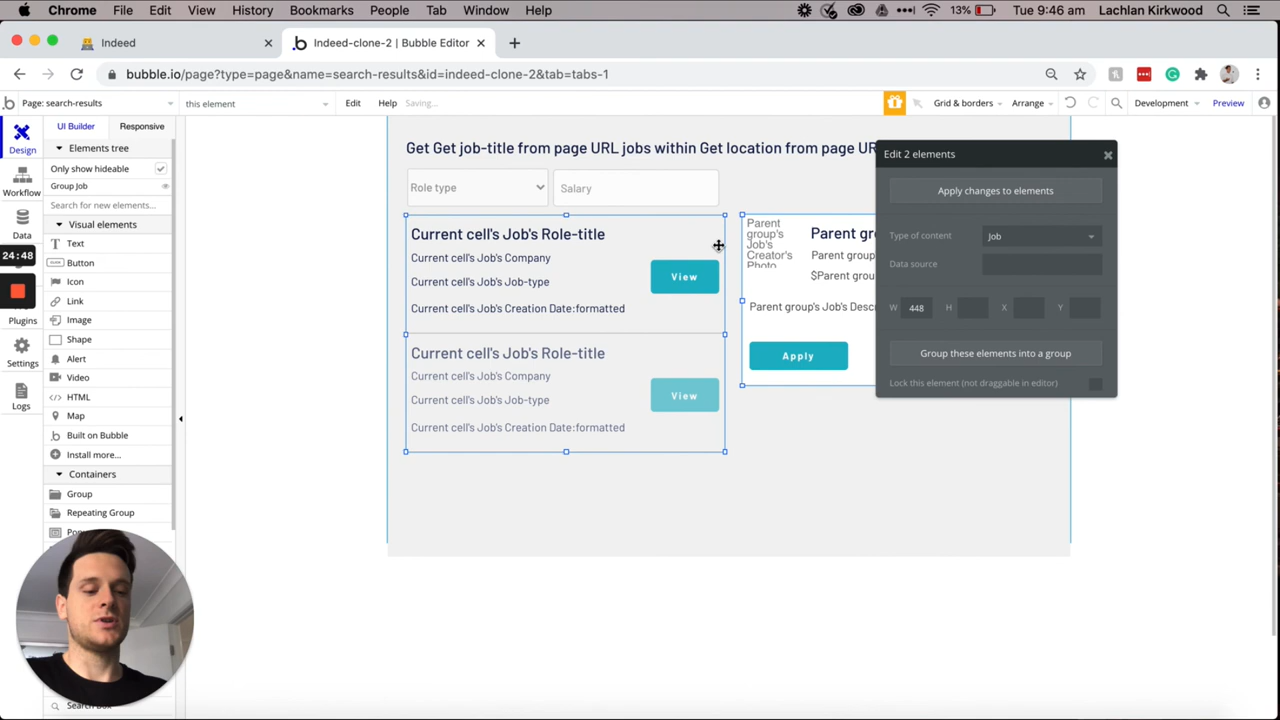 Chrome File Edit View History Bookmarks People Tab Window Help 13% Tue 9:46 am Lachlan Kirkwood
Indeed
Indeed-clone-2 | Bubble Editor
bubble.io/page?type=page&name=search-results&id=indeed-clone-2&tab=tabs-1
Page: search-results this element Edit Help Saving... Grid & borders Arrange Development Preview
Design
Workflow
Data
24:48
Plugins
Settings
Logs
UI Builder Responsive
Elements tree
Only show hideable
Group Job
Search for new elements...
Visual elements
Text
Button
Icon
Link
Image
Shape
Alert
Video
HTML
Map
Built on Bubble
Install more...
Containers
Group
Repeating Group
Get Get job-title from page URL jobs within Get location from page UR
Role type
Salary
Current cell's Job's Role-title
Current cell's Job's Company
Current cell's Job's Job-type
Current cell's Job's Creation Date:formatted
View
Current cell's Job's Role-title
Current cell's Job's Company
Current cell's Job's Job-type
Current cell's Job's Creation Date:formatted
View
Parent
group's
Job's
Creator's
Photo
Parent gr
Parent group
$Parent grou
Parent group's Job's Descr
Apply
Edit 2 elements
Apply changes to elements
Type of content Job
Data source
W 448 H X Y
Group these elements into a group
Lock this element (not draggable in editor)